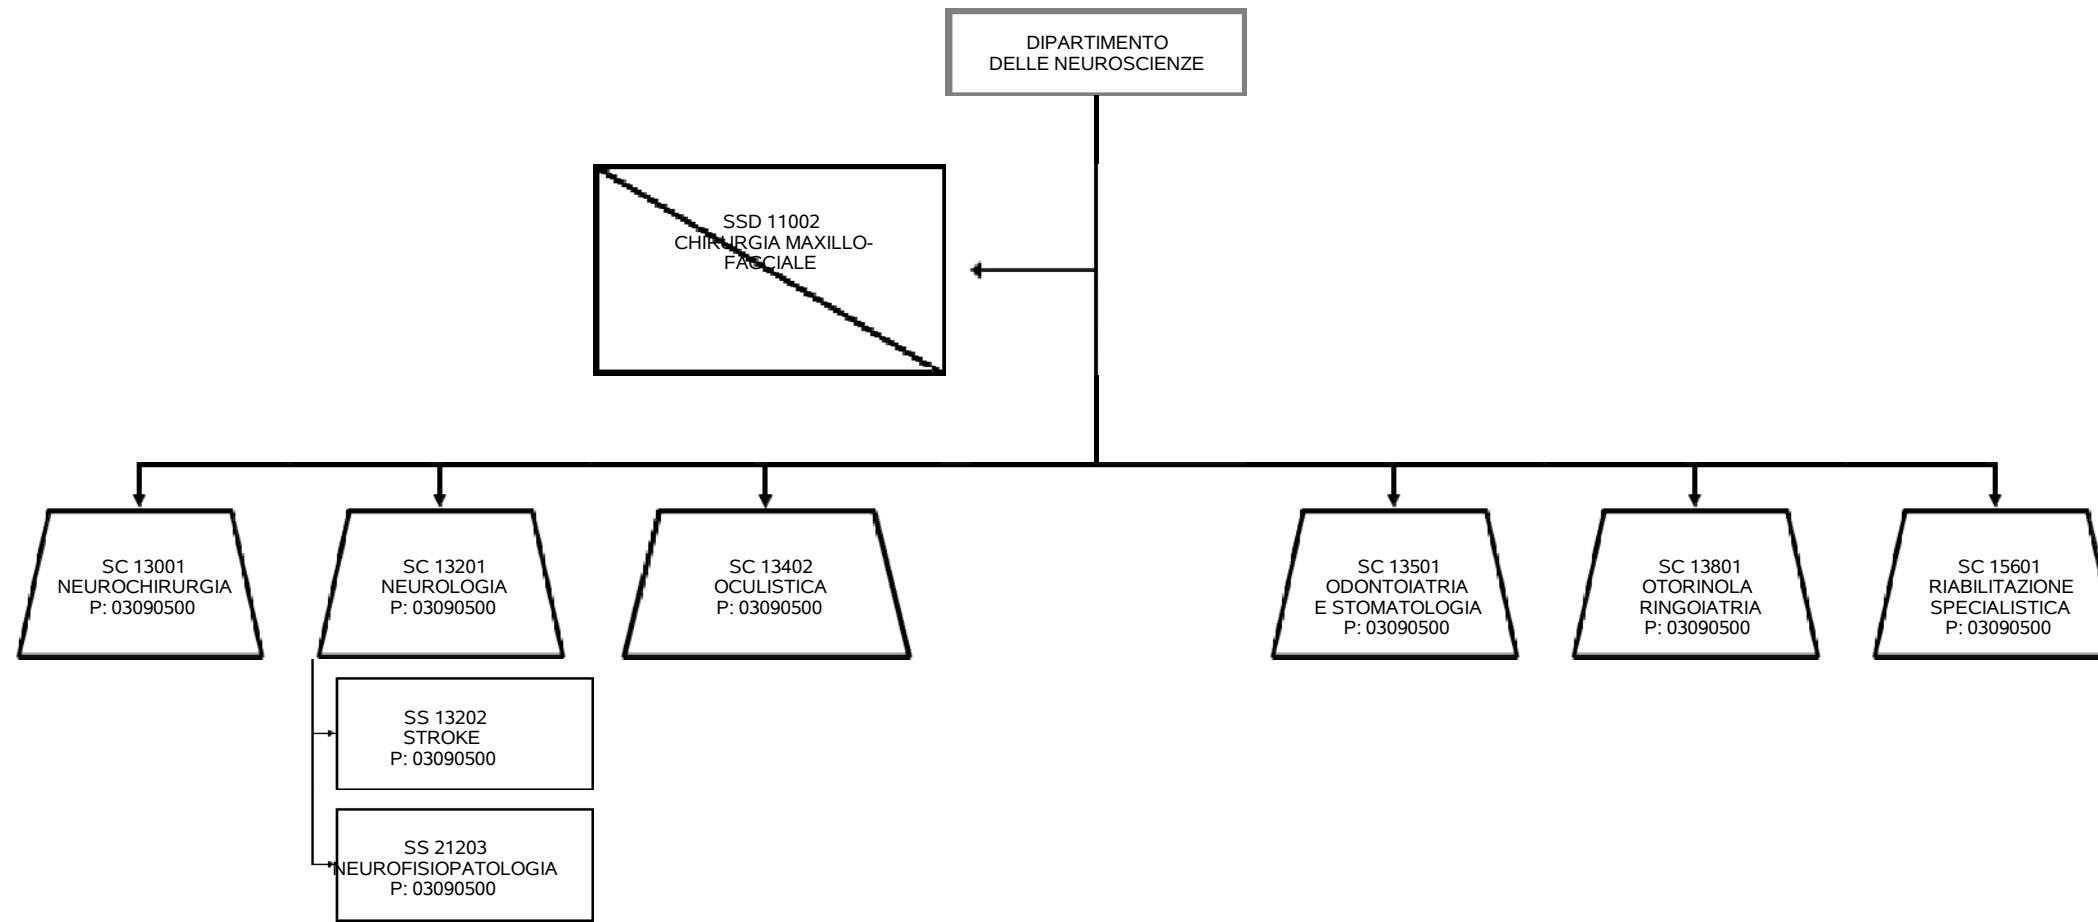 DIPARTIMENTO
DELLE NEUROSCIENZE
SSD 11002
CHIRURGIA MAXILLO-
FACCIALE
SC 13001
NEUROCHIRURGIA
P: 03090500
SC 13201
NEUROLOGIA
P: 03090500
SC 13402
OCULISTICA
P: 03090500
SC 13501
ODONTOIATRIA
E STOMATOLOGIA
P: 03090500
SC 13801
OTORINOLA
RINGOIATRIA
P: 03090500
SC 15601
RIABILITAZIONE
SPECIALISTICA
P: 03090500
SS 13202
STROKE
P: 03090500
SS 21203
NEUROFISIOPATOLOGIA
P: 03090500